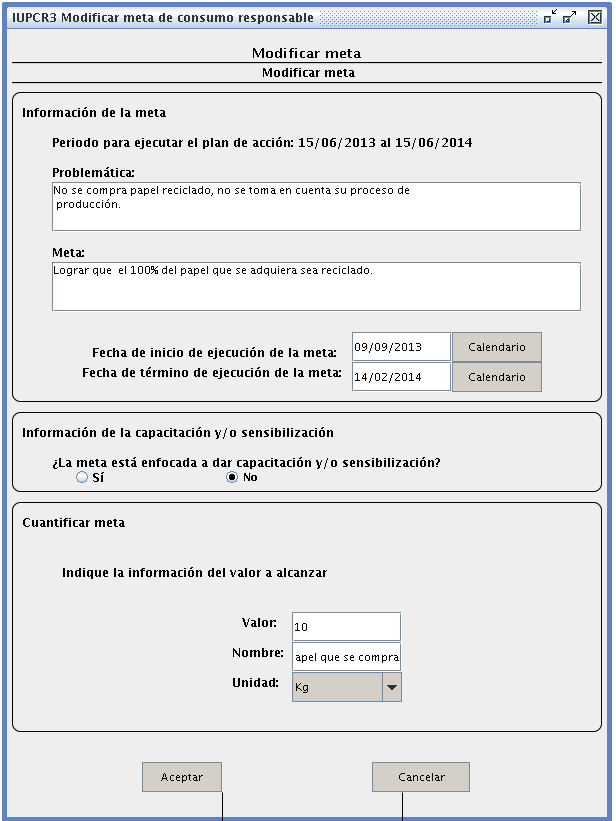 IUPCR3 Modificar meta de consumo responsable
Modificar meta
Modificar meta
Información de la meta
Periodo para ejecutar el plan de acción: 15/06/2013 al 15/06/2014
Problemática:
No se compra papel reciclado, no se toma en cuenta su proceso de
producción.
Meta:
Lograr que  el 100% del papel que se adquiera sea reciclado.
Fecha de inicio de ejecución de la meta: 09/09/2013 Calendario
Fecha de término de ejecución de la meta: 14/02/2014 Calendario
Información de la capacitación y/o sensibilización
¿La meta está enfocada a dar capacitación y/o sensibilización?
Sí No
Cuantificar meta
Indique la información del valor a alcanzar
Valor: 10
Nombre: apel que se compra
Unidad: Kg
Aceptar Cancelar